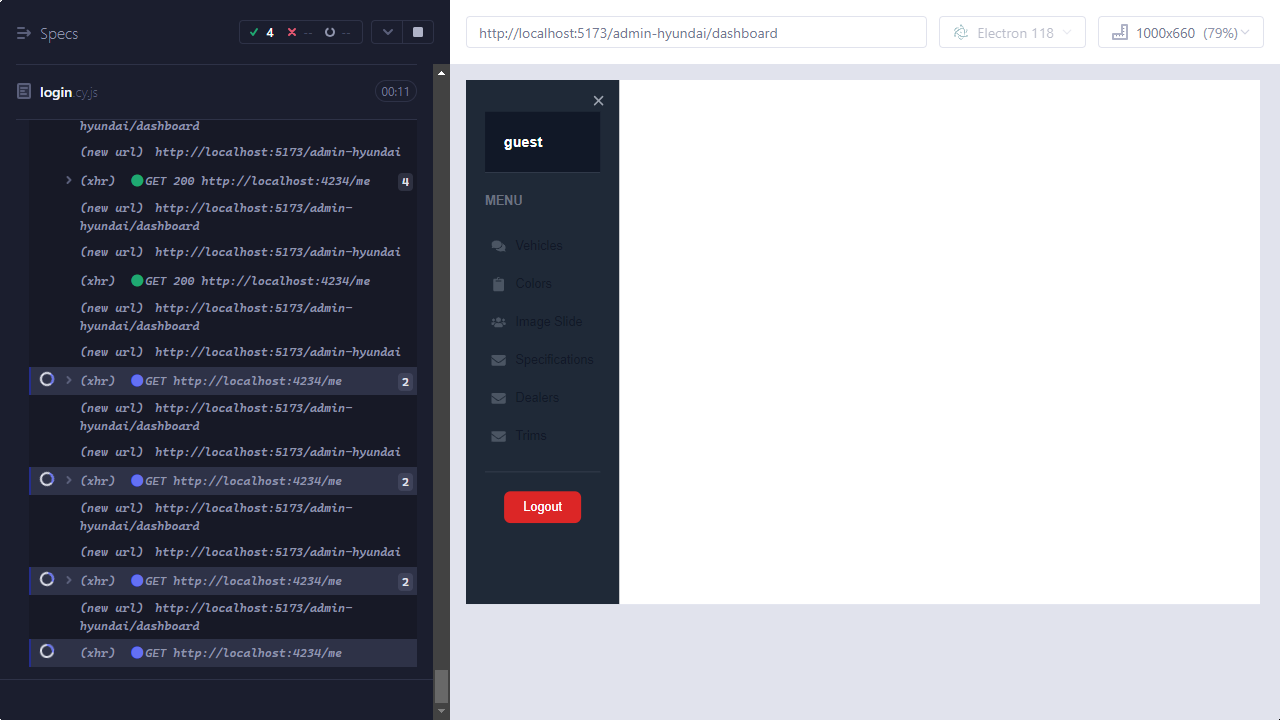 Specs
4 -- --
login.cy.js
00:11
hyundai/dashboard
(new url) http://localhost:5173/admin-hyundai
(xhr) GET 200 http://localhost:4234/me
4
(new url) http://localhost:5173/admin-
hyundai/dashboard
(new url) http://localhost:5173/admin-hyundai
(xhr) GET 200 http://localhost:4234/me
(new url) http://localhost:5173/admin-
hyundai/dashboard
(new url) http://localhost:5173/admin-hyundai
(xhr) GET http://localhost:4234/me
2
(new url) http://localhost:5173/admin-
hyundai/dashboard
(new url) http://localhost:5173/admin-hyundai
(xhr) GET http://localhost:4234/me
2
(new url) http://localhost:5173/admin-
hyundai/dashboard
(new url) http://localhost:5173/admin-hyundai
(xhr) GET http://localhost:4234/me
2
(new url) http://localhost:5173/admin-
hyundai/dashboard
(xhr) GET http://localhost:4234/me
http://localhost:5173/admin-hyundai/dashboard
Electron 118
1000x660 (79%)
guest
MENU
Vehicles
Colors
Image Slide
Specifications
Dealers
Trims
Logout